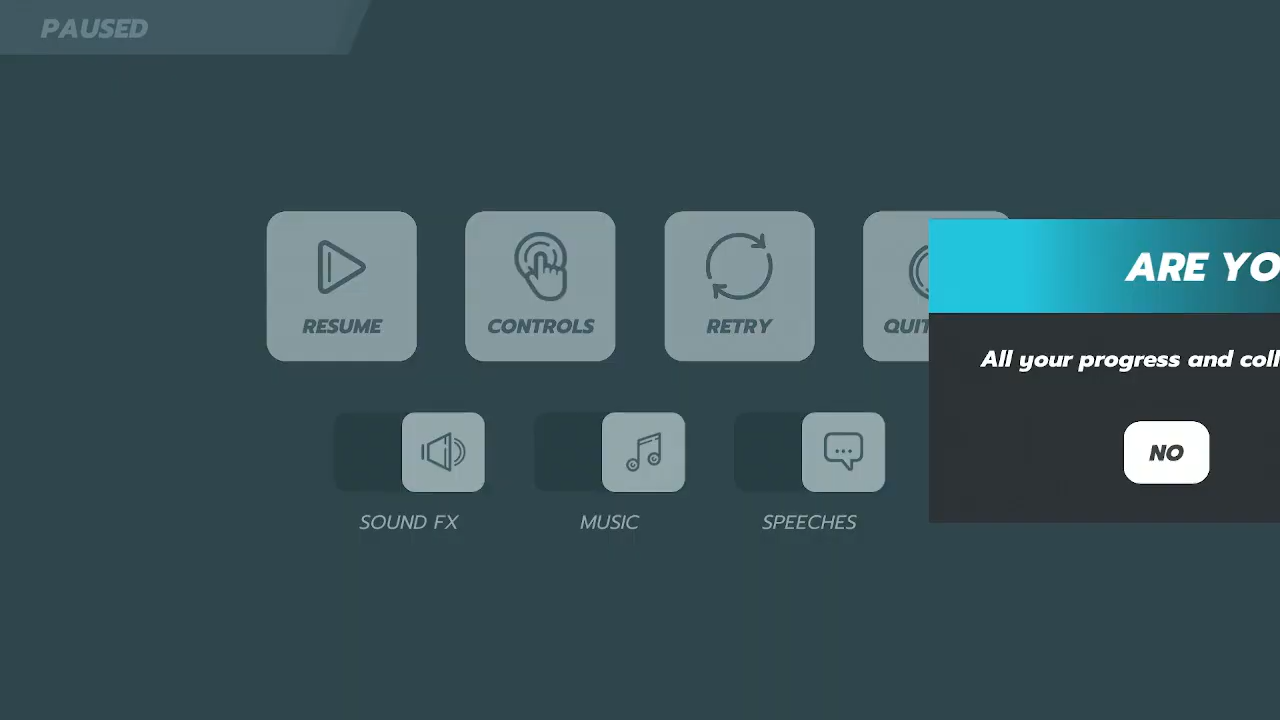 PAUSED
ARE YO
RESUME
CONTROLS
RETRY
QUIT
All your progress and coll
NO
SOUND FX
MUSIC
SPEECHES